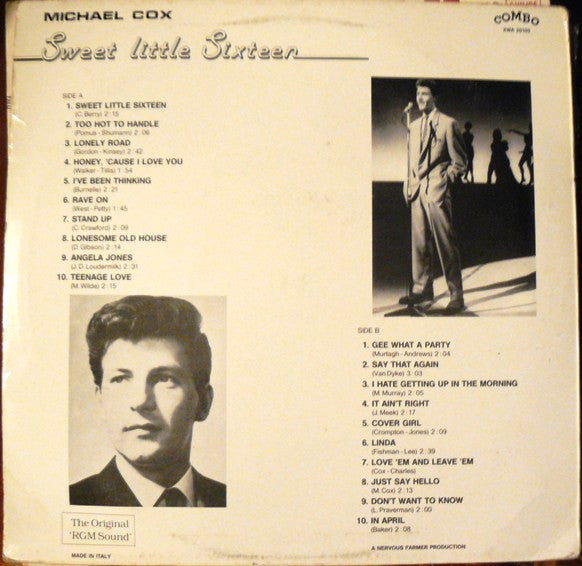 MICHAEL COX
COMBO
Sweet little Sixteen
SIDE A
1. SWEET LITTLE SIXTEEN
(C. Berry) 2:15
2. TOO HOT TO HANDLE
(Pomus - Shumann) 2:06
3. LONELY ROAD
(Gordon - Kinsey) 2:42
4. HONEY, 'CAUSE I LOVE YOU
(Walker - Tillis) 1:54
5. I'VE BEEN THINKING
(Burnelle) 2:21
6. RAVE ON
(West - Petty) 1:45
7. STAND UP
(C. Crawford) 2:09
8. LONESOME OLD HOUSE
(D. Gibson) 2:14
9. ANGELA JONES
(J. D. Loudermilk) 2:31
10. TEENAGE LOVE
(M. Wilde) 2:15
SIDE B
1. GEE WHAT A PARTY
(Murtagh - Andrews) 2:04
2. SAY THAT AGAIN
(Van Dyke) 3:03
3. I HATE GETTING UP IN THE MORNING
(M. Murray) 2:05
4. IT AIN'T RIGHT
(J. Meek) 2:17
5. COVER GIRL
(Crompton - Jones) 2:09
6. LINDA
(Fishman - Lee) 2:39
7. LOVE 'EM AND LEAVE 'EM
(Cox - Charles)
8. JUST SAY HELLO
(M. Cox) 2:13
9. DON'T WANT TO KNOW
(L. Praverman) 2:00
10. IN APRIL
(Baker) 2:08
The Original
'RGM Sound'
MADE IN ITALY
A NERVOUS FARMER PRODUCTION